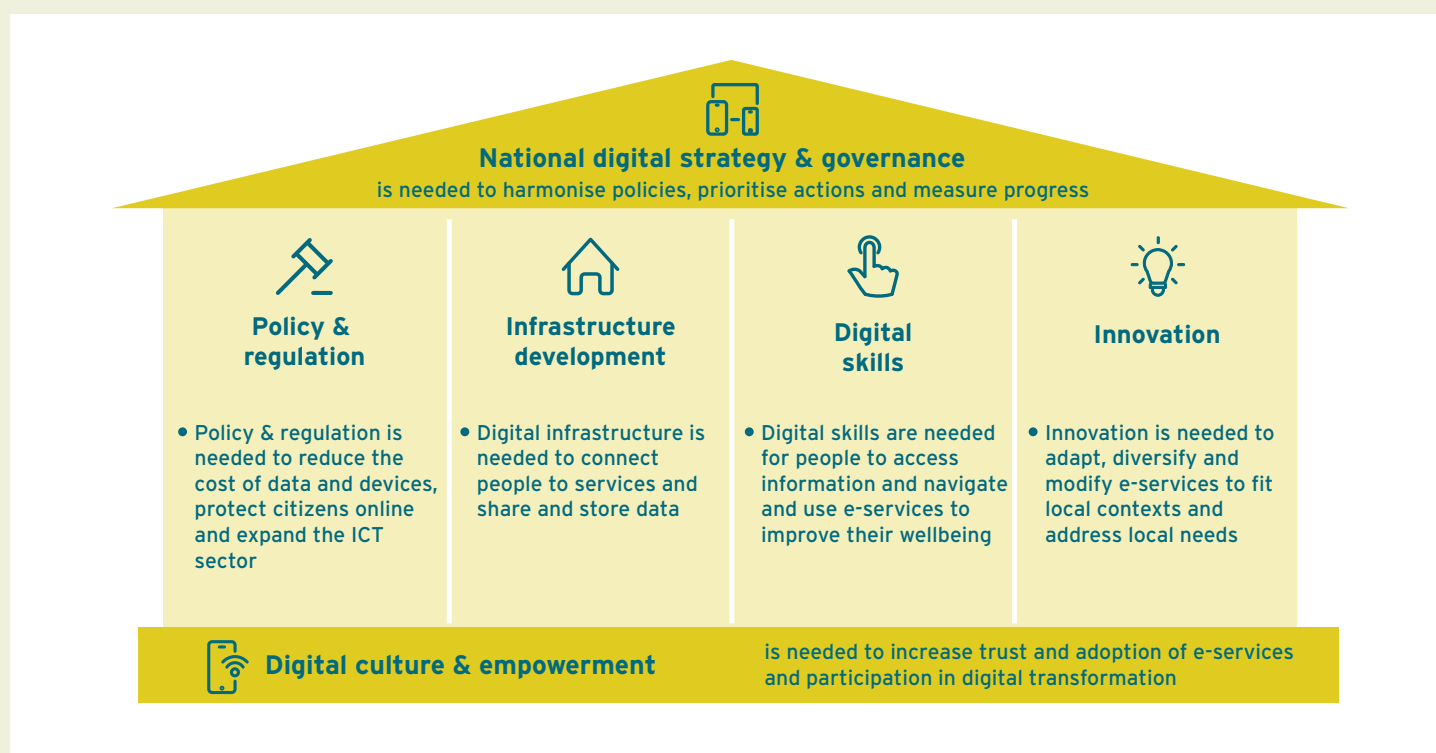 National digital strategy & governance
is needed to harmonise policies, prioritise actions and measure progress
Policy &
regulation
• Policy & regulation is
needed to reduce the
cost of data and devices,
protect citizens online
and expand the ICT
sector
Infrastructure
development
• Digital infrastructure is
needed to connect
people to services and
share and store data
Digital
skills
• Digital skills are needed
for people to access
information and navigate
and use e-services to
improve their wellbeing
Innovation
• Innovation is needed to
adapt, diversify and
modify e-services to fit
local contexts and
address local needs
Digital culture & empowerment
is needed to increase trust and adoption of e-services
and participation in digital transformation